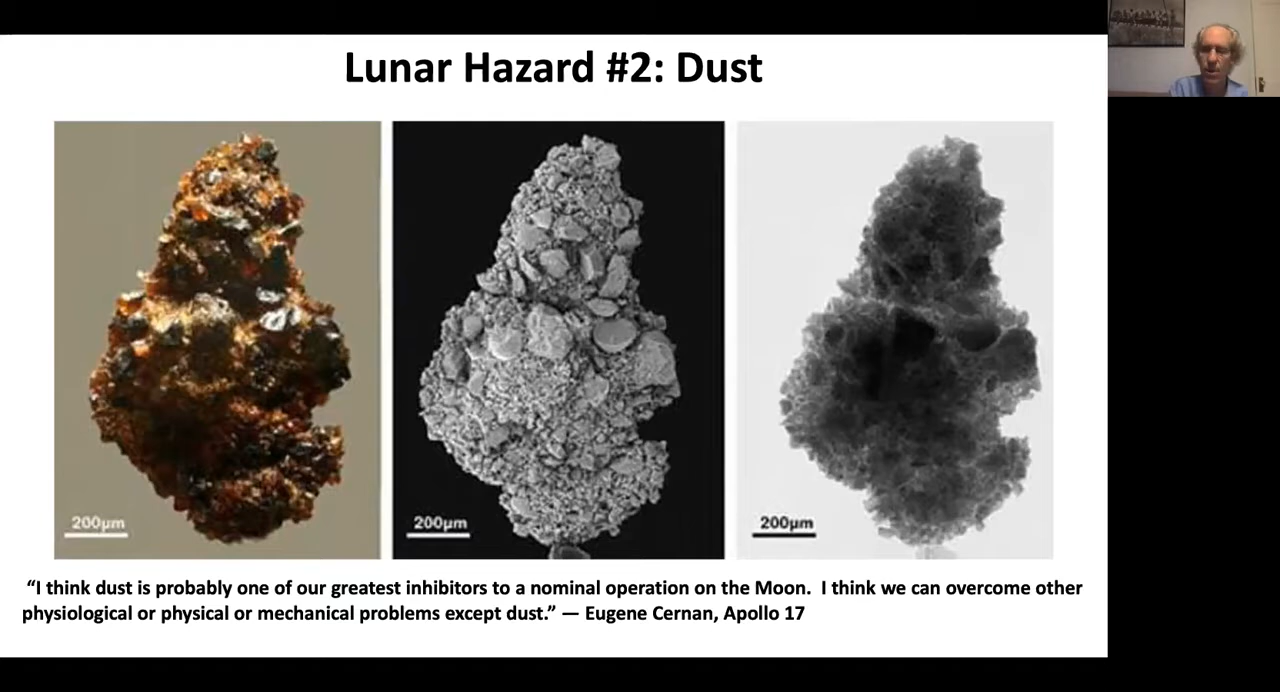 Lunar Hazard #2: Dust
200µm
200µm
200µm
“I think dust is probably one of our greatest inhibitors to a nominal operation on the Moon.  I think we can overcome other
physiological or physical or mechanical problems except dust.” — Eugene Cernan, Apollo 17